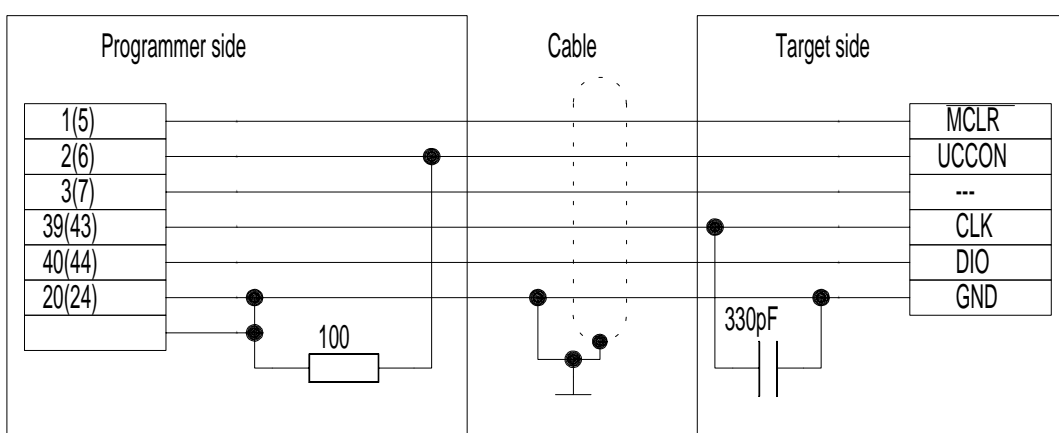 Programmer side
Cable
Target side
1(5)
MCLR
2(6)
UCCON
3(7)
---
39(43)
CLK
40(44)
DIO
20(24)
GND
100
330pF